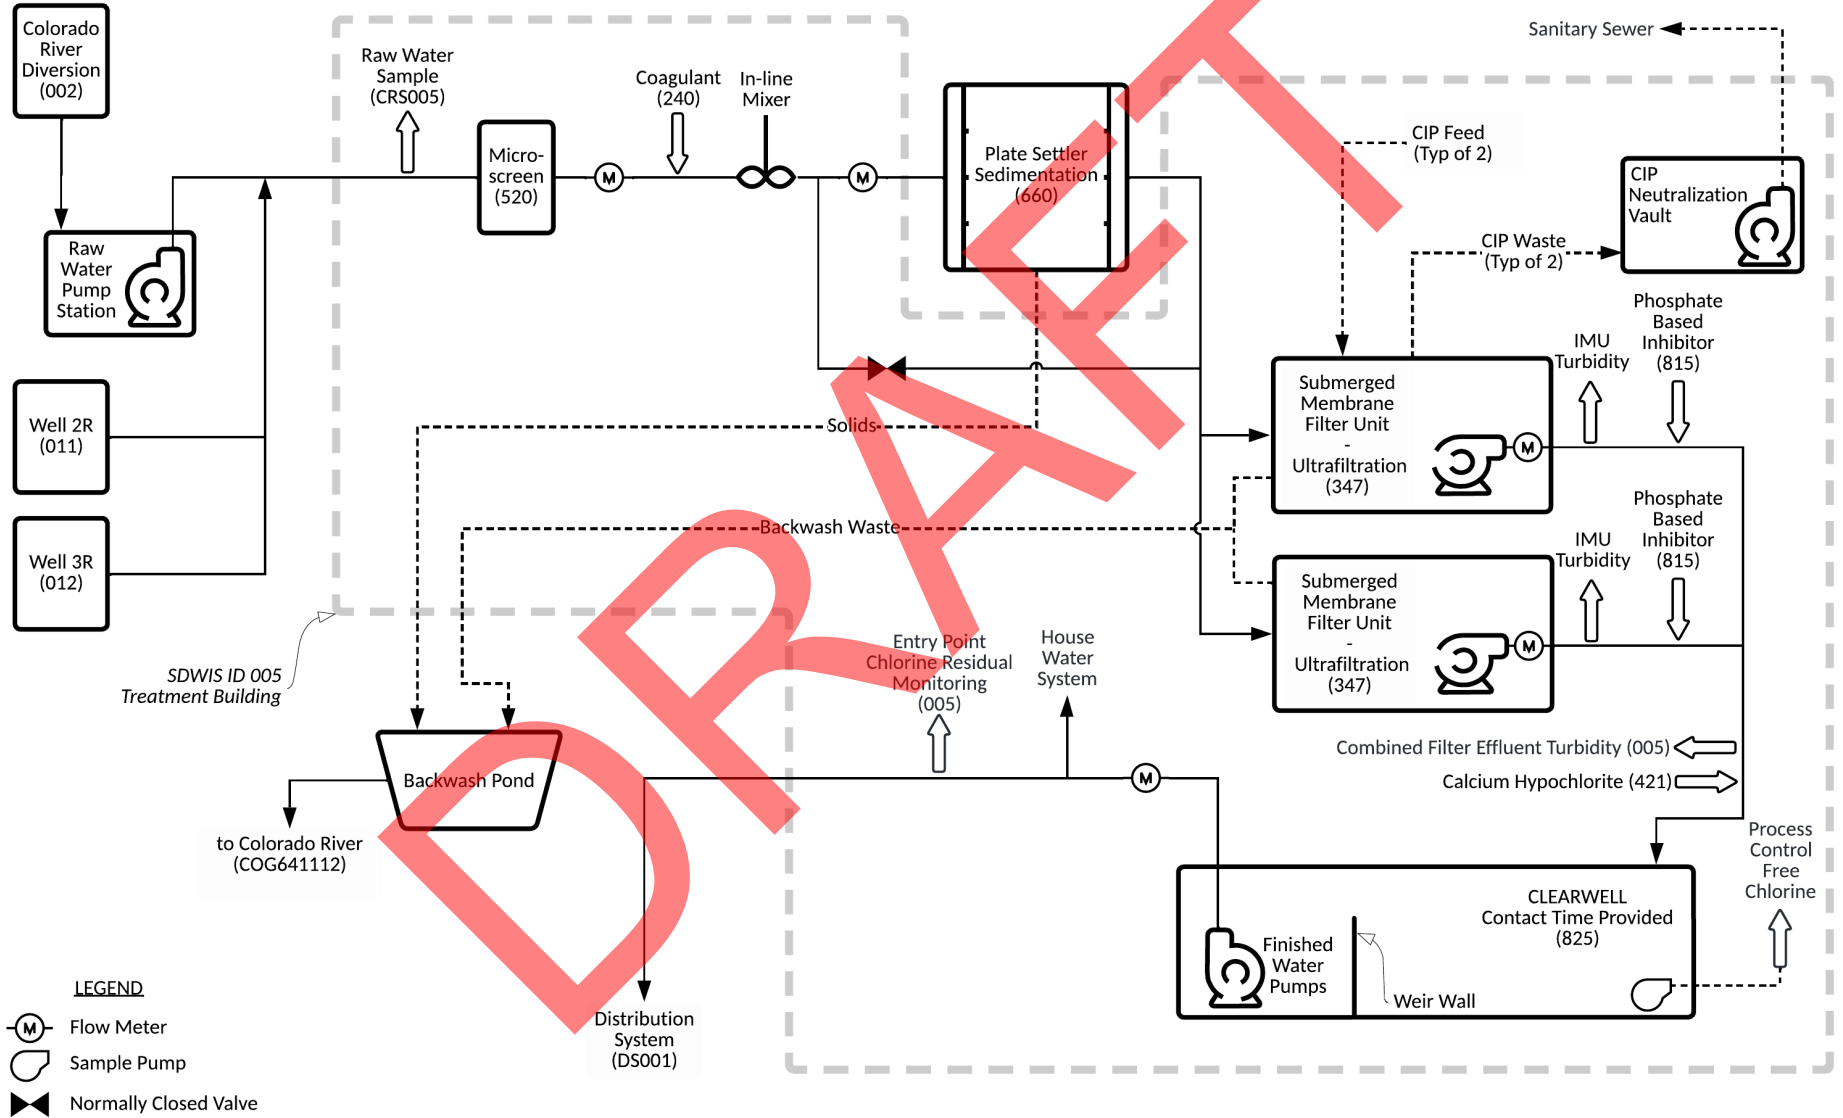 Colorado
River
Diversion
(002)
Raw
Water
Pump
Station
Well 2R
(011)
Well 3R
(012)
SDWIS ID 005
Treatment Building
Raw Water
Sample
(CRS005)
Micro-
screen
(520)
M
Coagulant
(240)
In-line
Mixer
M
Plate Settler
Sedimentation
(660)
Sanitary Sewer
CIP Feed
(Typ of 2)
CIP Waste
(Typ of 2)
CIP
Neutralization
Vault
Submerged
Membrane
Filter Unit
-
Ultrafiltration
(347)
M
IMU
Turbidity
Phosphate
Based
Inhibitor
(815)
Submerged
Membrane
Filter Unit
-
Ultrafiltration
(347)
M
IMU
Turbidity
Phosphate
Based
Inhibitor
(815)
Solids
Backwash Waste
Backwash Pond
to Colorado River
(COG641112)
Entry Point
Chlorine Residual
Monitoring
(005)
House
Water
System
M
Combined Filter Effluent Turbidity (005)
Calcium Hypochlorite (421)
Process
Control
Free
Chlorine
CLEARWELL
Contact Time Provided
(825)
Finished
Water
Pumps
Weir Wall
Distribution
System
(DS001)
LEGEND
M
Flow Meter
Sample Pump
Normally Closed Valve
DRAFT